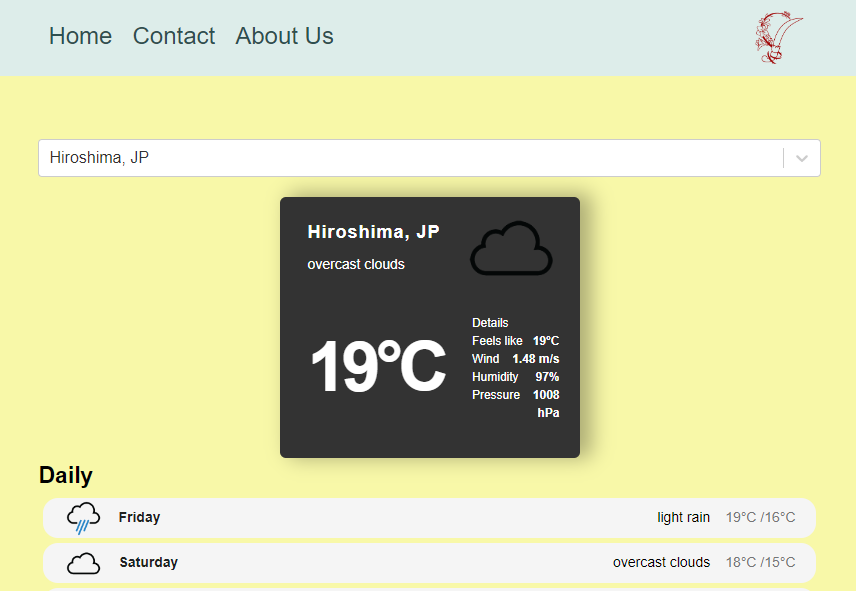 Home Contact About Us
Hiroshima, JP
Hiroshima, JP
overcast clouds
19°C
Details
Feels like 19°C
Wind 1.48 m/s
Humidity 97%
Pressure 1008
hPa
Daily
Friday light rain 19°C /16°C
Saturday overcast clouds 18°C /15°C